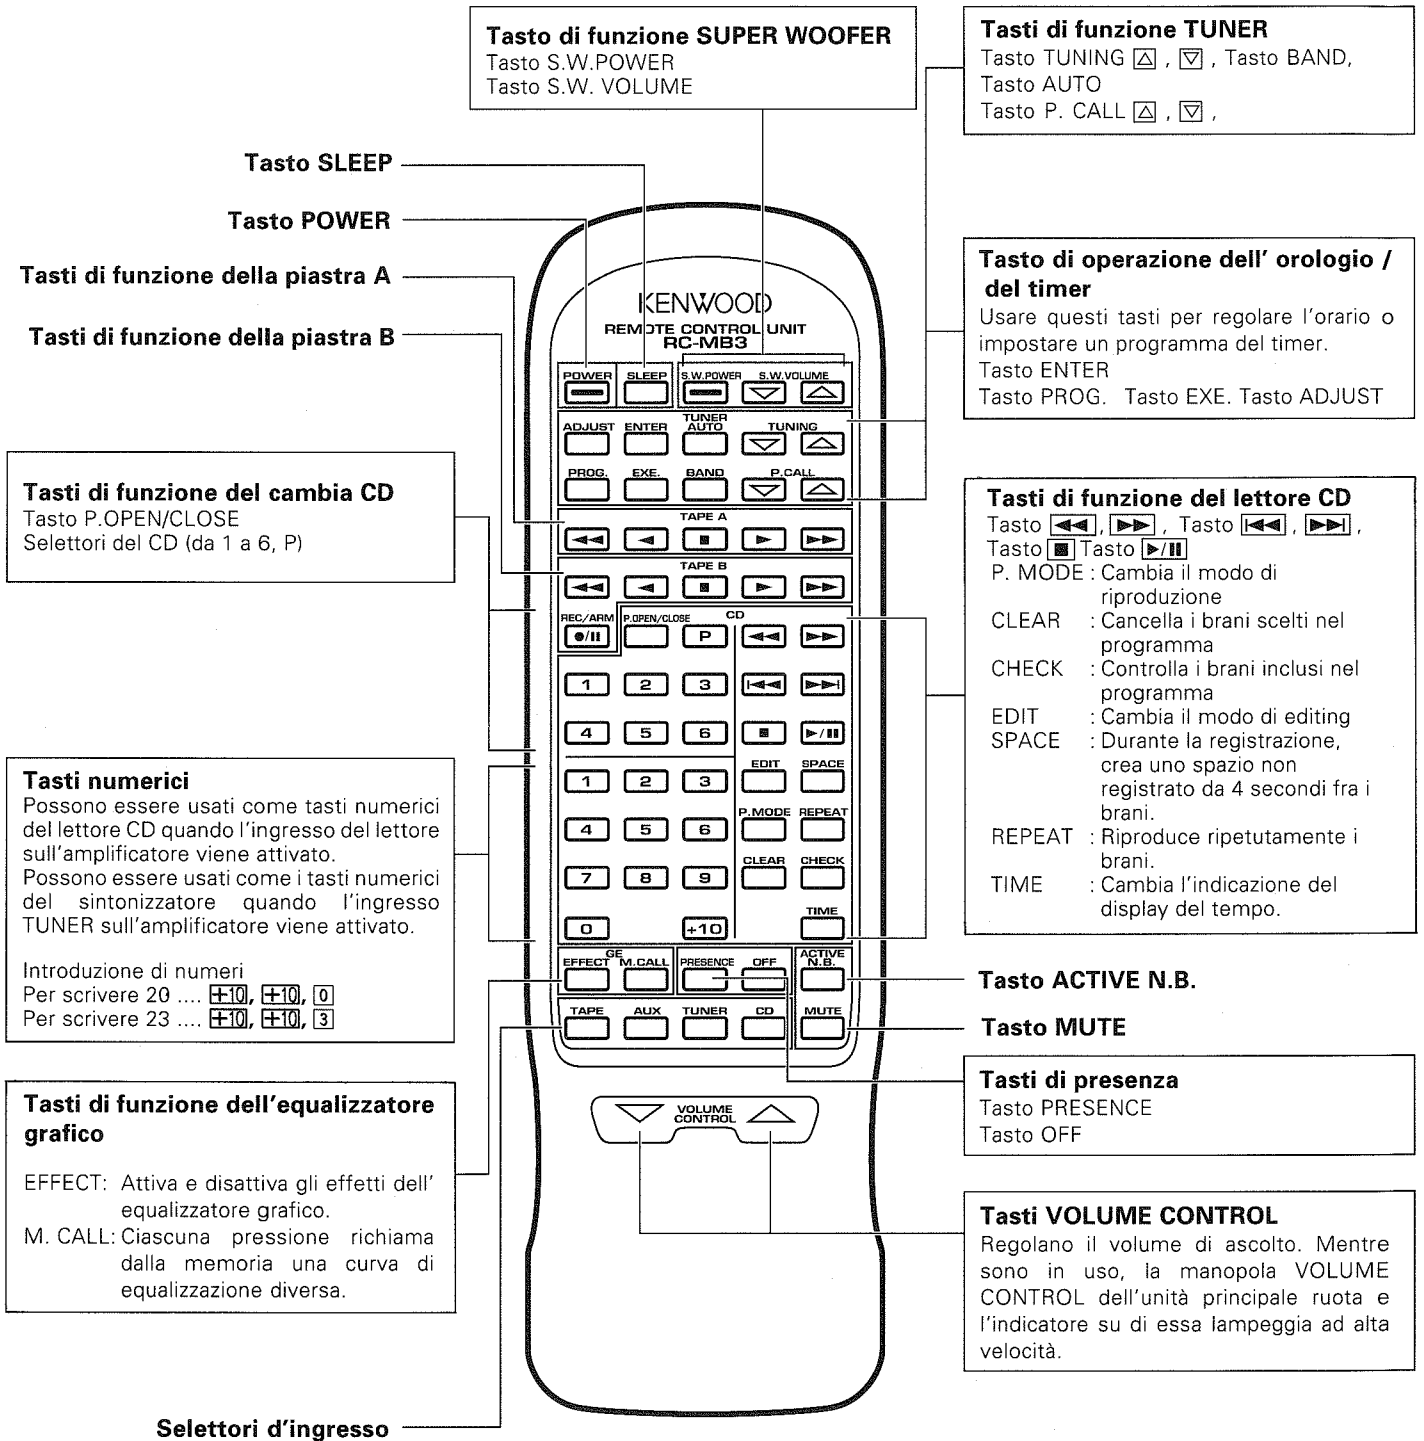 Tasto di funzione SUPER WOOFER
Tasto S.W.POWER
Tasto S.W. VOLUME
Tasti di funzione TUNER
Tasto TUNING △ , ▽ , Tasto BAND,
Tasto AUTO
Tasto P. CALL △ , ▽ ,
Tasto SLEEP
Tasto POWER
Tasti di funzione della piastra A
Tasti di funzione della piastra B
Tasto di operazione dell' orologio /
del timer
Usare questi tasti per regolare l'orario o
impostare un programma del timer.
Tasto ENTER
Tasto PROG. Tasto EXE. Tasto ADJUST
Tasti di funzione del cambia CD
Tasto P.OPEN/CLOSE
Selettori del CD (da 1 a 6, P)
Tasti di funzione del lettore CD
Tasto ◀◀ , ▶▶ , Tasto |◀◀ , ▶▶| ,
Tasto ■ Tasto ▶/II
P. MODE : Cambia il modo di
riproduzione
CLEAR : Cancella i brani scelti nel
programma
CHECK : Controlla i brani inclusi nel
programma
EDIT : Cambia il modo di editing
SPACE : Durante la registrazione,
crea uno spazio non
registrato da 4 secondi fra i
brani.
REPEAT : Riproduce ripetutamente i
brani.
TIME : Cambia l'indicazione del
display del tempo.
Tasti numerici
Possono essere usati come tasti numerici
del lettore CD quando l'ingresso del lettore
sull'amplificatore viene attivato.
Possono essere usati come i tasti numerici
del sintonizzatore quando l'ingresso
TUNER sull'amplificatore viene attivato.
Introduzione di numeri
Per scrivere 20 .... +10, +10, 0
Per scrivere 23 .... +10, +10, 3
Tasti di funzione dell'equalizzatore
grafico
EFFECT: Attiva e disattiva gli effetti dell'
equalizzatore grafico.
M. CALL: Ciascuna pressione richiama
dalla memoria una curva di
equalizzazione diversa.
Selettori d'ingresso
Tasto ACTIVE N.B.
Tasto MUTE
Tasti di presenza
Tasto PRESENCE
Tasto OFF
Tasti VOLUME CONTROL
Regolano il volume di ascolto. Mentre
sono in uso, la manopola VOLUME
CONTROL dell'unità principale ruota e
l'indicatore su di essa lampeggia ad alta
velocità.
KENWOOD
REMOTE CONTROL UNIT
RC-MB3
POWER SLEEP S.W.POWER S.W.VOLUME
TUNER
ADJUST ENTER AUTO TUNING
PROG. EXE. BAND P.CALL
TAPE A
TAPE B
REC/ARM P.OPEN/CLOSE CD
●/II P ◀◀ ▶▶
1 2 3 |◀◀ ▶▶|
4 5 6 ■ ▶/II
EDIT SPACE
1 2 3
P.MODE REPEAT
4 5 6
CLEAR CHECK
7 8 9
TIME
0 +10
GE ACTIVE
EFFECT M.CALL PRESENCE OFF N.B.
TAPE AUX TUNER CD MUTE
VOLUME
CONTROL